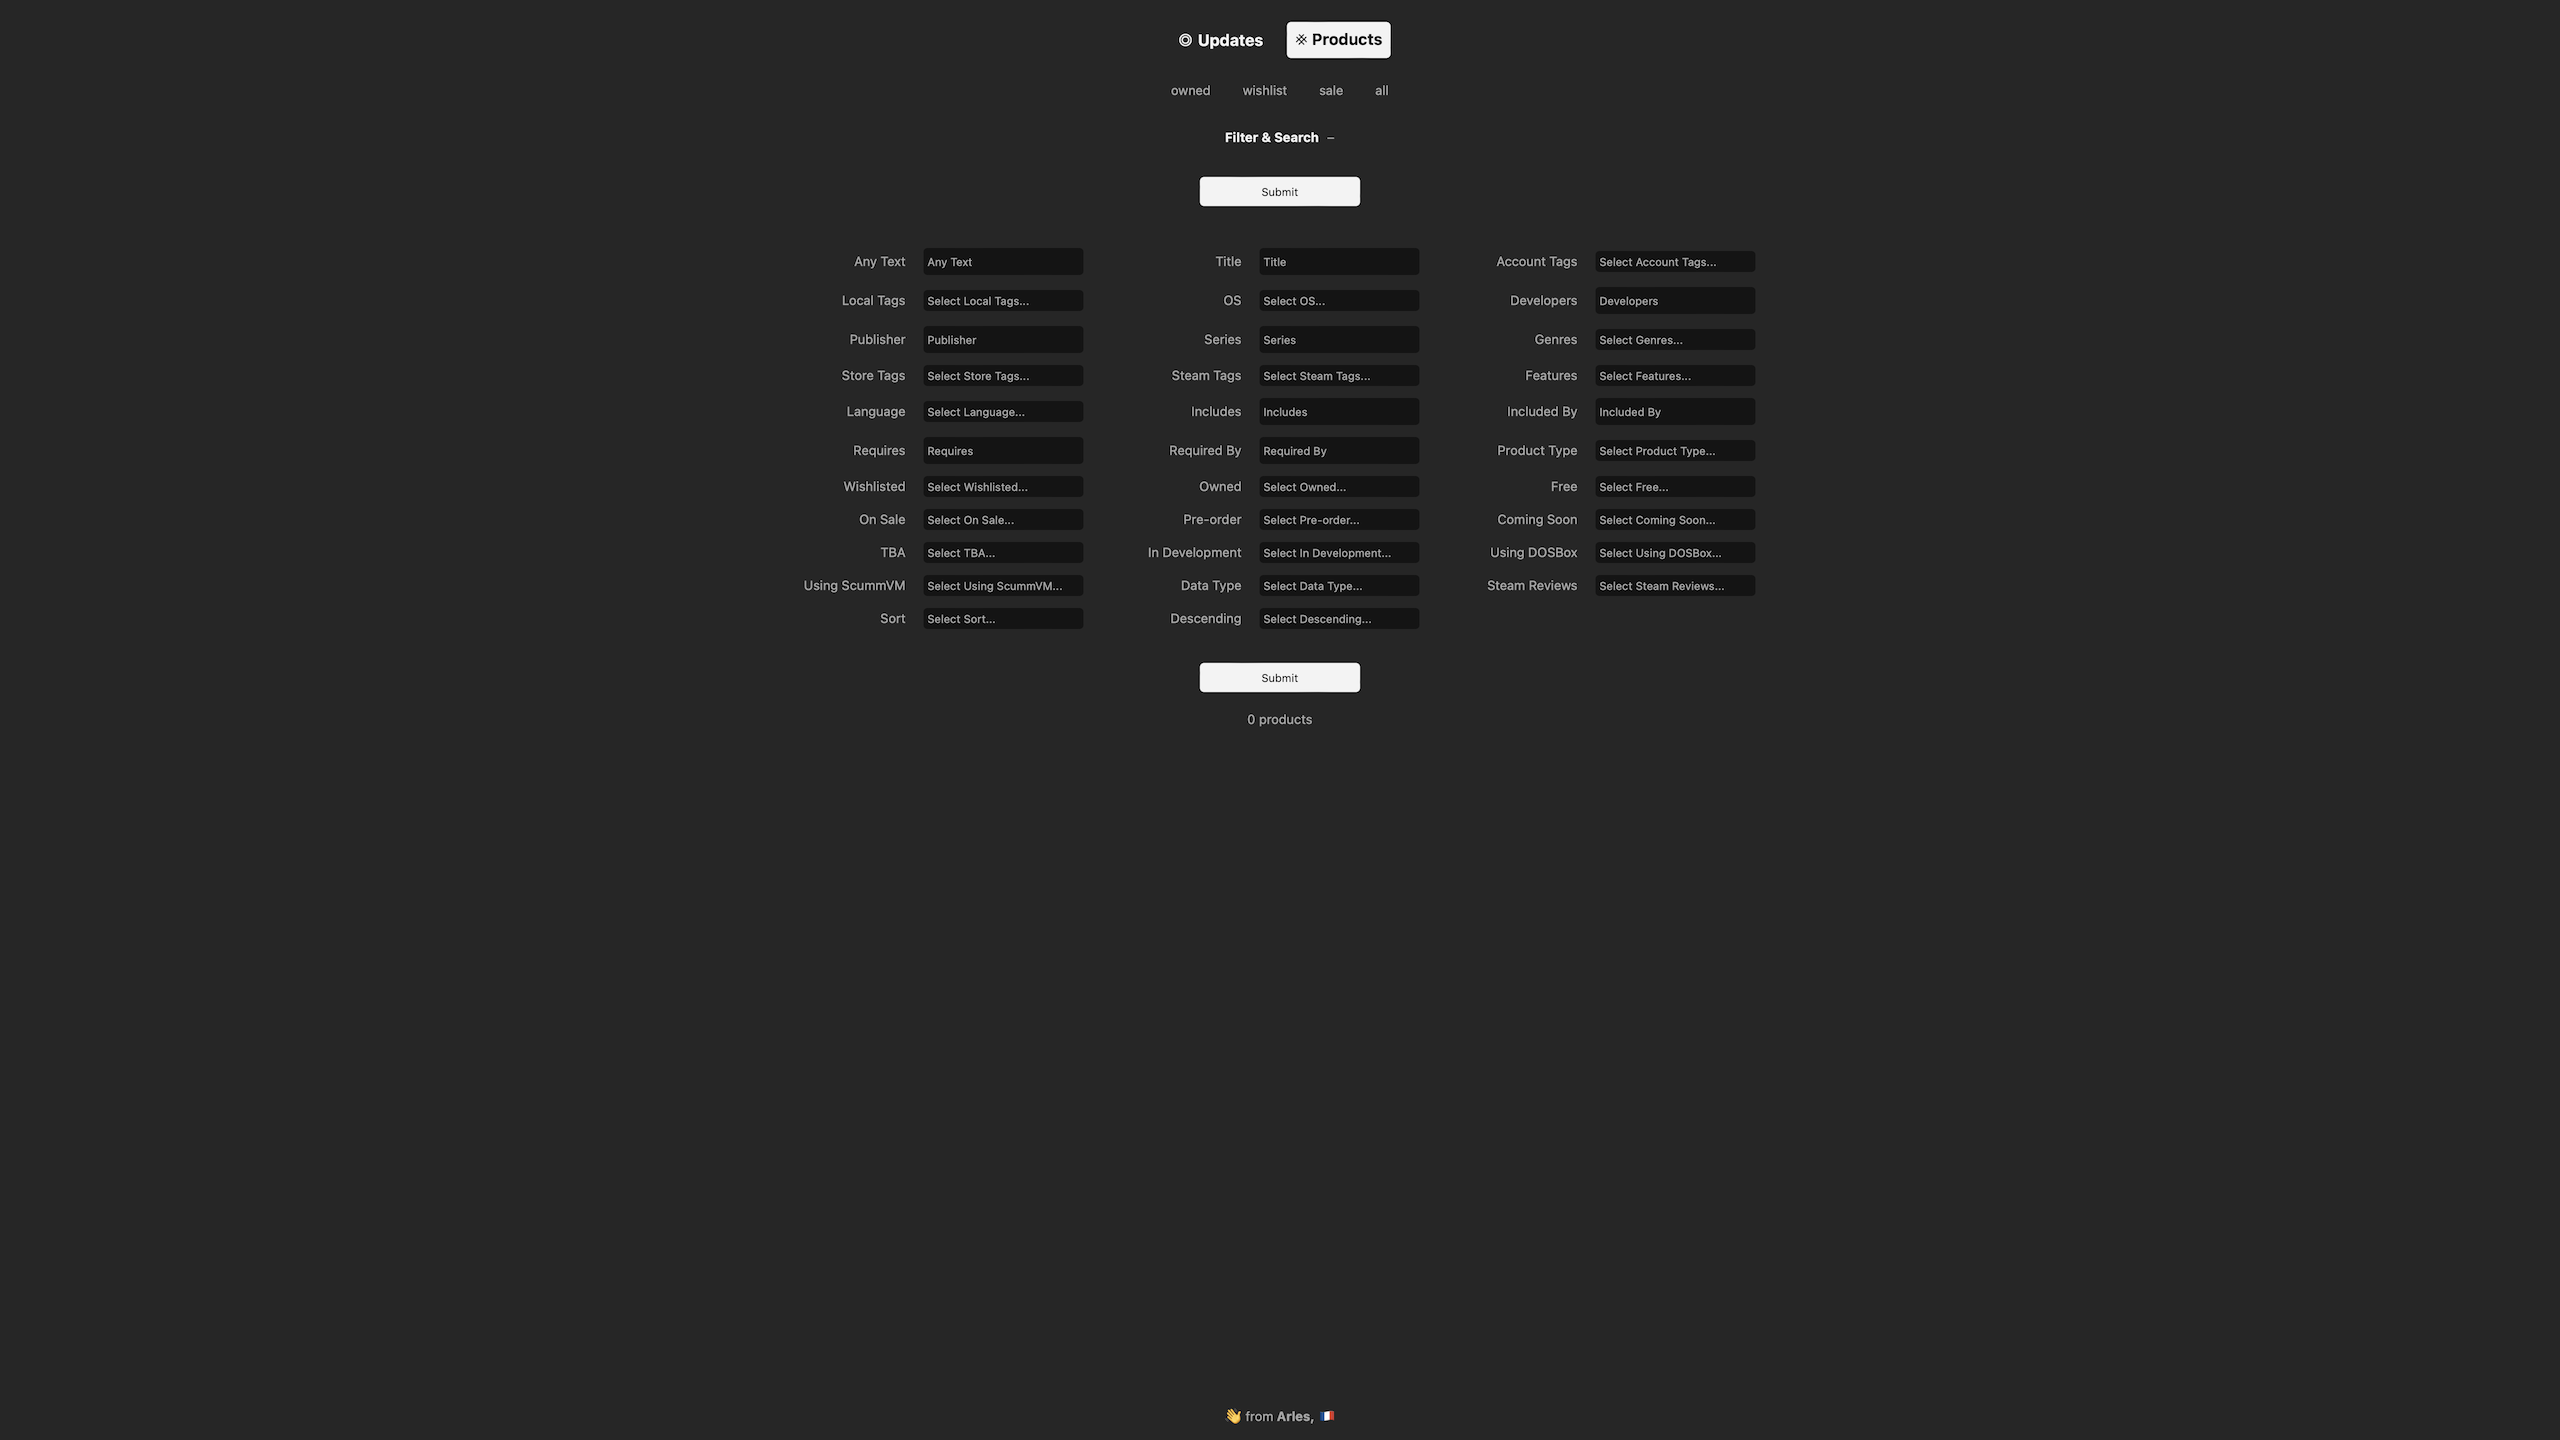 ◎ Updates ※ Products
owned wishlist sale all
Filter & Search –
Submit
Any Text Any Text Title Title Account Tags Select Account Tags...
Local Tags Select Local Tags... OS Select OS... Developers Developers
Publisher Publisher Series Series Genres Select Genres...
Store Tags Select Store Tags... Steam Tags Select Steam Tags... Features Select Features...
Language Select Language... Includes Includes Included By Included By
Requires Requires Required By Required By Product Type Select Product Type...
Wishlisted Select Wishlisted... Owned Select Owned... Free Select Free...
On Sale Select On Sale... Pre-order Select Pre-order... Coming Soon Select Coming Soon...
TBA Select TBA... In Development Select In Development... Using DOSBox Select Using DOSBox...
Using ScummVM Select Using ScummVM... Data Type Select Data Type... Steam Reviews Select Steam Reviews...
Sort Select Sort... Descending Select Descending...
Submit
0 products
👋 from Arles, 🇫🇷